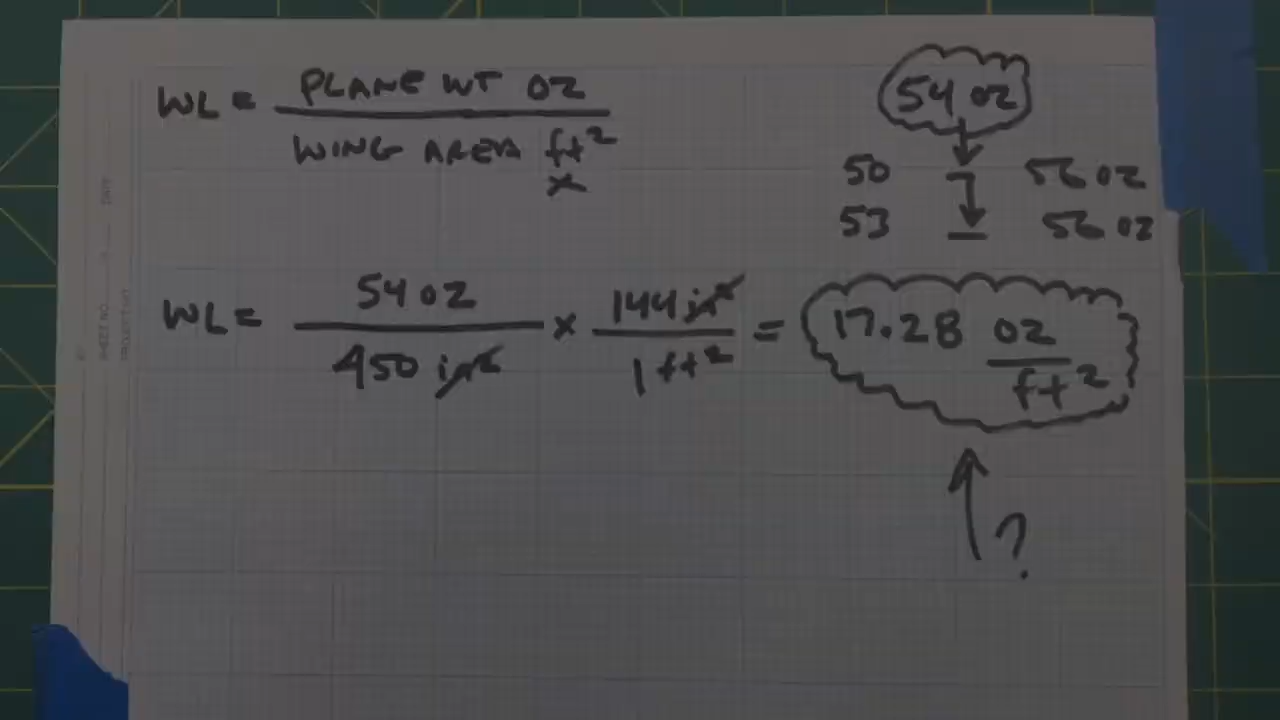 WL = PLANE WT OZ
WING AREA ft²
x
54 OZ
50 56 OZ
53 56 OZ
WL = 54 OZ / 450 in² x 144 in² / 1 ft² = 17.28 OZ / ft²
?